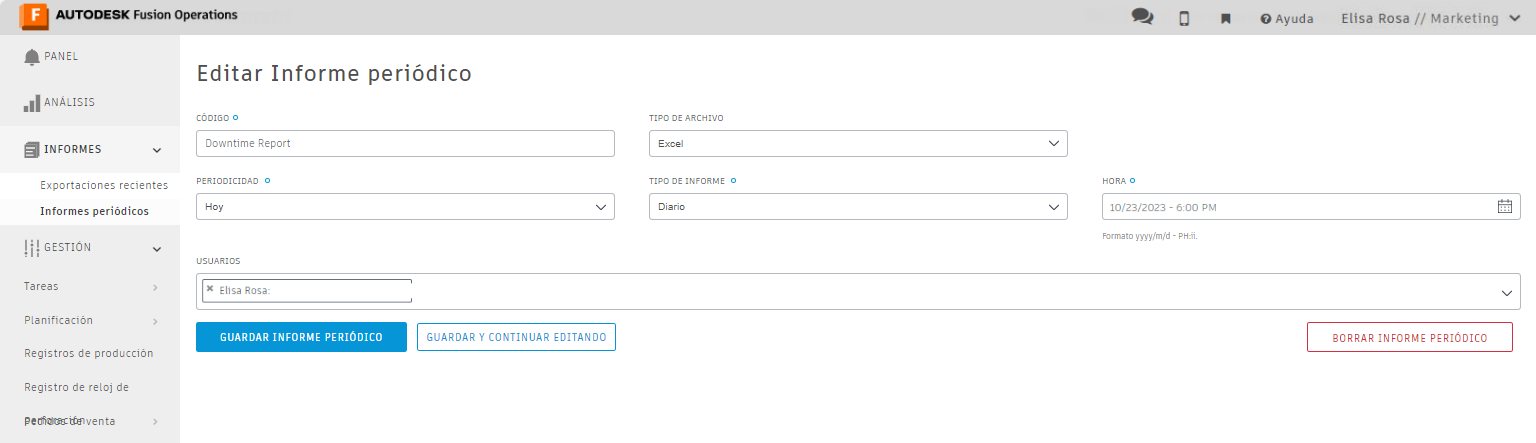 F AUTODESK Fusion Operations
Ayuda
Elisa Rosa // Marketing
PANEL
ANÁLISIS
INFORMES
Exportaciones recientes
Informes periódicos
GESTIÓN
Tareas
Planificación
Registros de producción
Registro de reloj de
perforación
Pedidos de venta
Editar Informe periódico
CÓDIGO
Downtime Report
TIPO DE ARCHIVO
Excel
PERIODICIDAD
Hoy
TIPO DE INFORME
Diario
HORA
10/23/2023 - 6:00 PM
Formato yyyy/m/d - PH:ii.
USUARIOS
Elisa Rosa:
GUARDAR INFORME PERIÓDICO
GUARDAR Y CONTINUAR EDITANDO
BORRAR INFORME PERIÓDICO